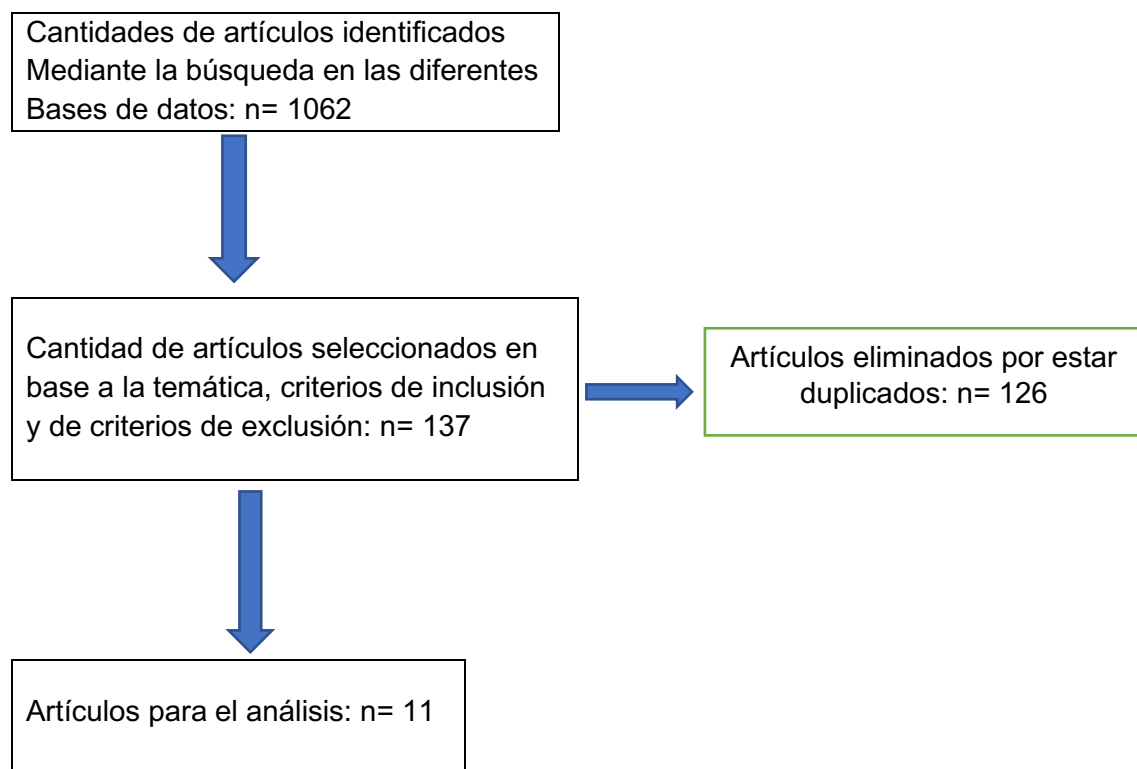 Cantidades de artículos identificados
Mediante la búsqueda en las diferentes
Bases de datos: n= 1062
Cantidad de artículos seleccionados en
base a la temática, criterios de inclusión
y de criterios de exclusión: n= 137
Artículos eliminados por estar
duplicados: n= 126
Artículos para el análisis: n= 11